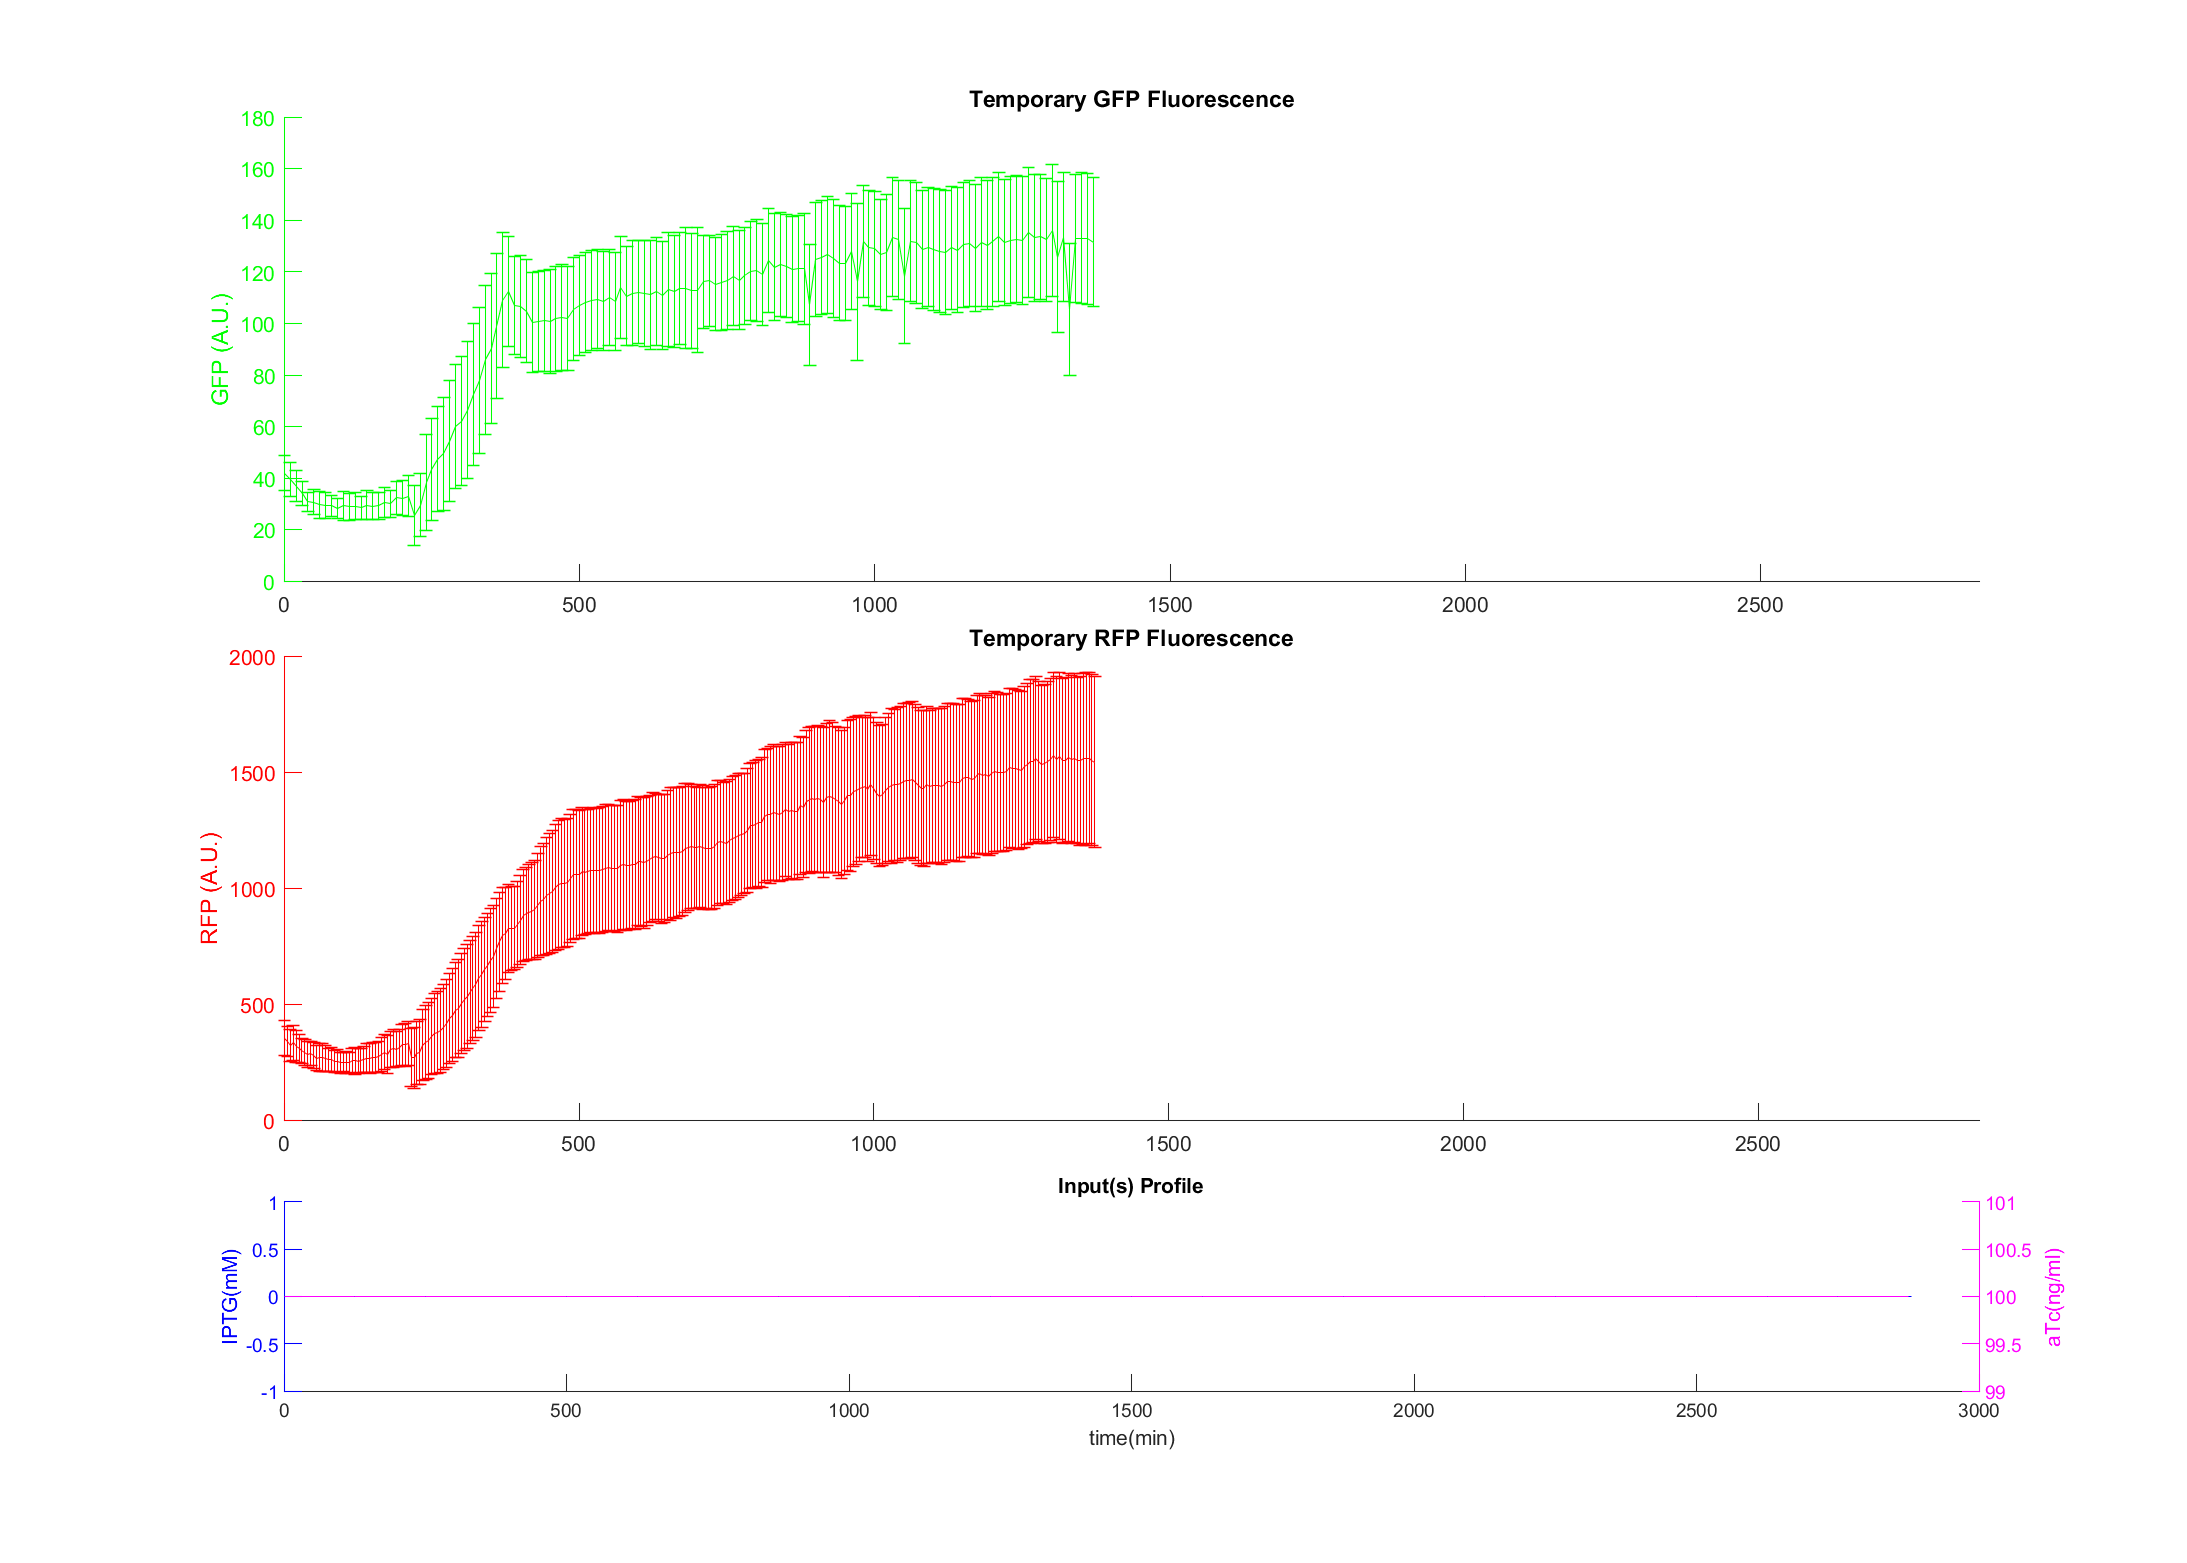 Temporary GFP Fluorescence
180
160
140
120
100
80
60
40
20
0
GFP (A.U.)
0 500 1000 1500 2000 2500
Temporary RFP Fluorescence
2000
1500
1000
500
0
RFP (A.U.)
0 500 1000 1500 2000 2500
Input(s) Profile
1
0.5
0
-0.5
-1
IPTG(mM)
101
100.5
100
99.5
99
aTc(ng/ml)
0 500 1000 1500 2000 2500 3000
time(min)